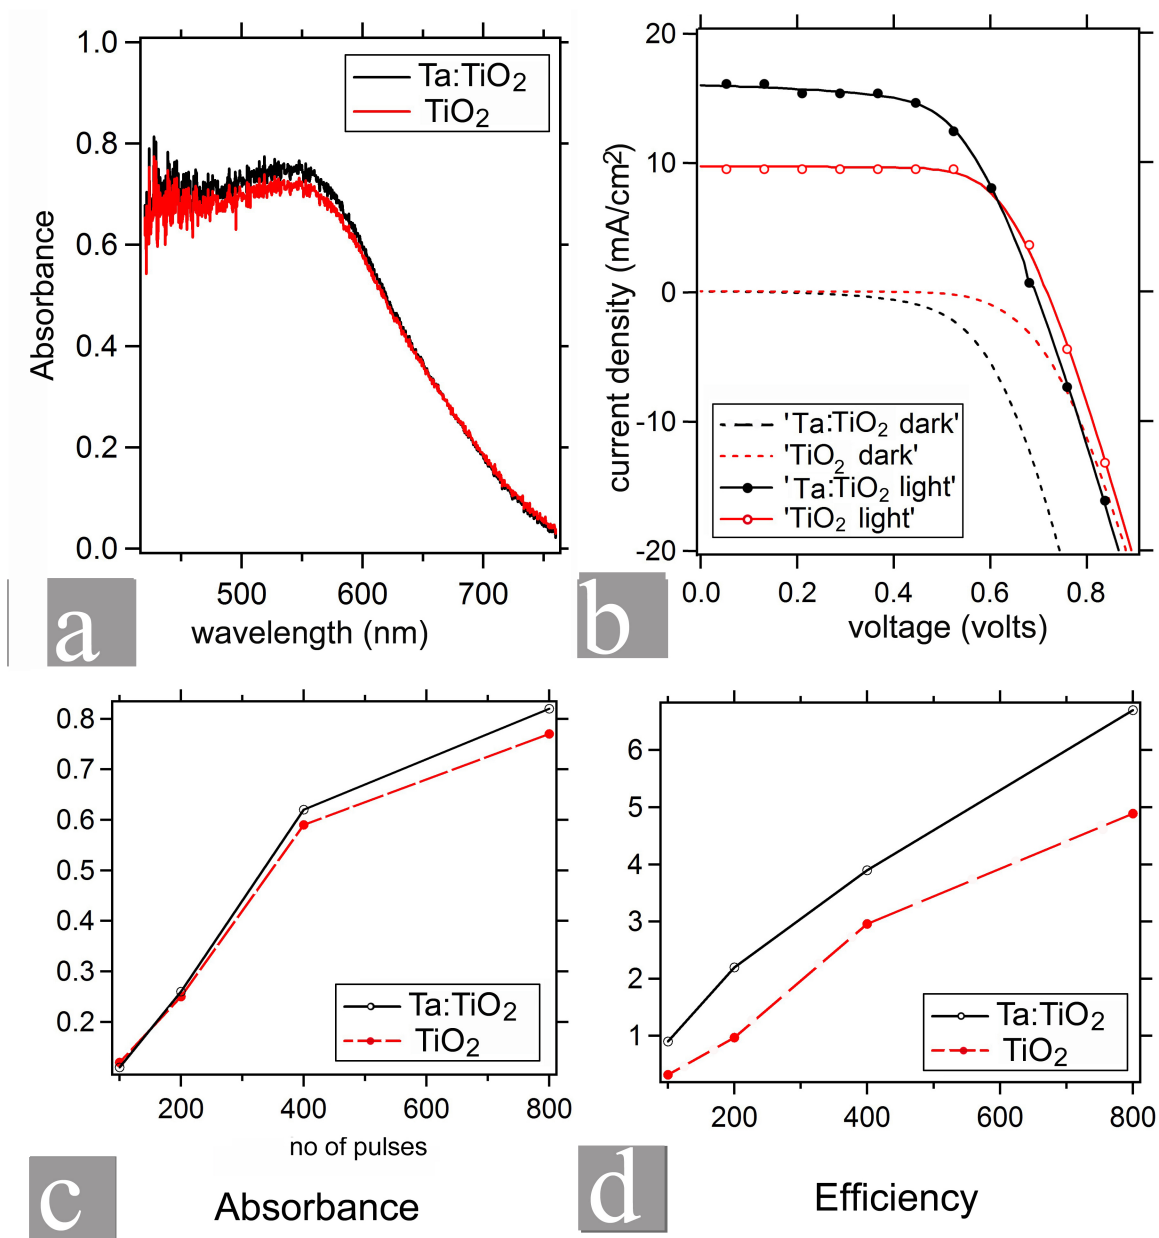 1.0
0.8
0.6
0.4
0.2
0.0
Absorbance
Ta:TiO2
TiO2
500
600
700
wavelength (nm)
a
20
10
0
-10
-20
current density (mA/cm2)
'Ta:TiO2 dark'
'TiO2 dark'
'Ta:TiO2 light'
'TiO2 light'
0.0
0.2
0.4
0.6
0.8
voltage (volts)
b
0.8
0.7
0.6
0.5
0.4
0.3
0.2
Ta:TiO2
TiO2
200
400
600
800
no of pulses
c
Absorbance
6
5
4
3
2
1
Ta:TiO2
TiO2
200
400
600
800
d
Efficiency